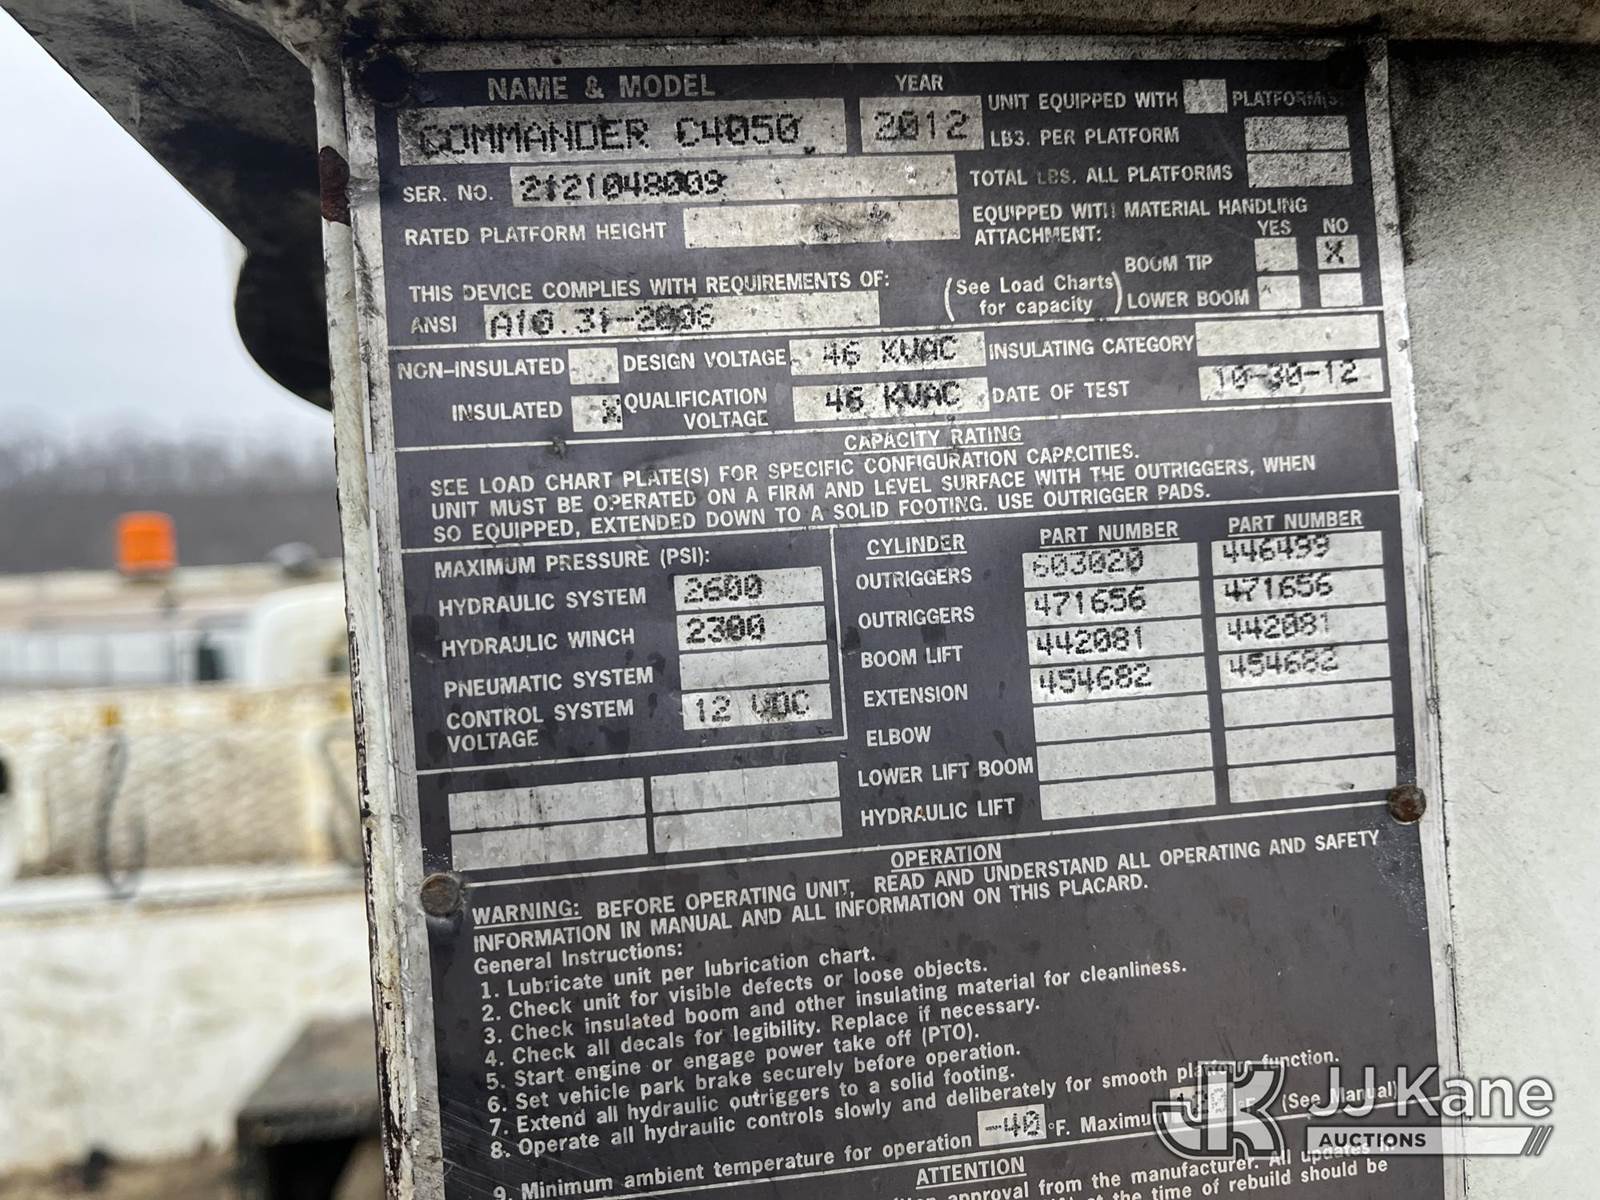 NAME & MODEL
YEAR
COMMANDER C4050
2012
UNIT EQUIPPED WITH PLATFORM(S)
LBS. PER PLATFORM
SER. NO. 2121048009
TOTAL LBS. ALL PLATFORMS
RATED PLATFORM HEIGHT
EQUIPPED WITH MATERIAL HANDLING
ATTACHMENT:
YES NO
BOOM TIP X
THIS DEVICE COMPLIES WITH REQUIREMENTS OF:
(See Load Charts
for capacity)
LOWER BOOM
ANSI A10.31-2006
NON-INSULATED
DESIGN VOLTAGE 46 KVAC
INSULATING CATEGORY
INSULATED X
QUALIFICATION
VOLTAGE 46 KVAC
DATE OF TEST 10-30-12
CAPACITY RATING
SEE LOAD CHART PLATE(S) FOR SPECIFIC CONFIGURATION CAPACITIES.
UNIT MUST BE OPERATED ON A FIRM AND LEVEL SURFACE WITH THE OUTRIGGERS, WHEN
SO EQUIPPED, EXTENDED DOWN TO A SOLID FOOTING. USE OUTRIGGER PADS.
MAXIMUM PRESSURE (PSI):
HYDRAULIC SYSTEM 2600
HYDRAULIC WINCH 2300
PNEUMATIC SYSTEM
CONTROL SYSTEM
VOLTAGE 12 VDC
CYLINDER PART NUMBER PART NUMBER
OUTRIGGERS 603020 446499
OUTRIGGERS 471656 471656
BOOM LIFT 442081 442081
EXTENSION 454682 454682
ELBOW
LOWER LIFT BOOM
HYDRAULIC LIFT
OPERATION
WARNING: BEFORE OPERATING UNIT, READ AND UNDERSTAND ALL OPERATING AND SAFETY
INFORMATION IN MANUAL AND ALL INFORMATION ON THIS PLACARD.
General Instructions:
1. Lubricate unit per lubrication chart.
2. Check unit for visible defects or loose objects.
3. Check insulated boom and other insulating material for cleanliness.
4. Check all decals for legibility. Replace if necessary.
5. Start engine or engage power take off (PTO).
6. Set vehicle park brake securely before operation.
7. Extend all hydraulic outriggers to a solid footing.
8. Operate all hydraulic controls slowly and deliberately for smooth platform function.
9. Minimum ambient temperature for operation -40 °F. Maximum °F. (See Manual)
ATTENTION
approval from the manufacturer. All updates in
at the time of rebuild should be
JK JJ Kane
AUCTIONS